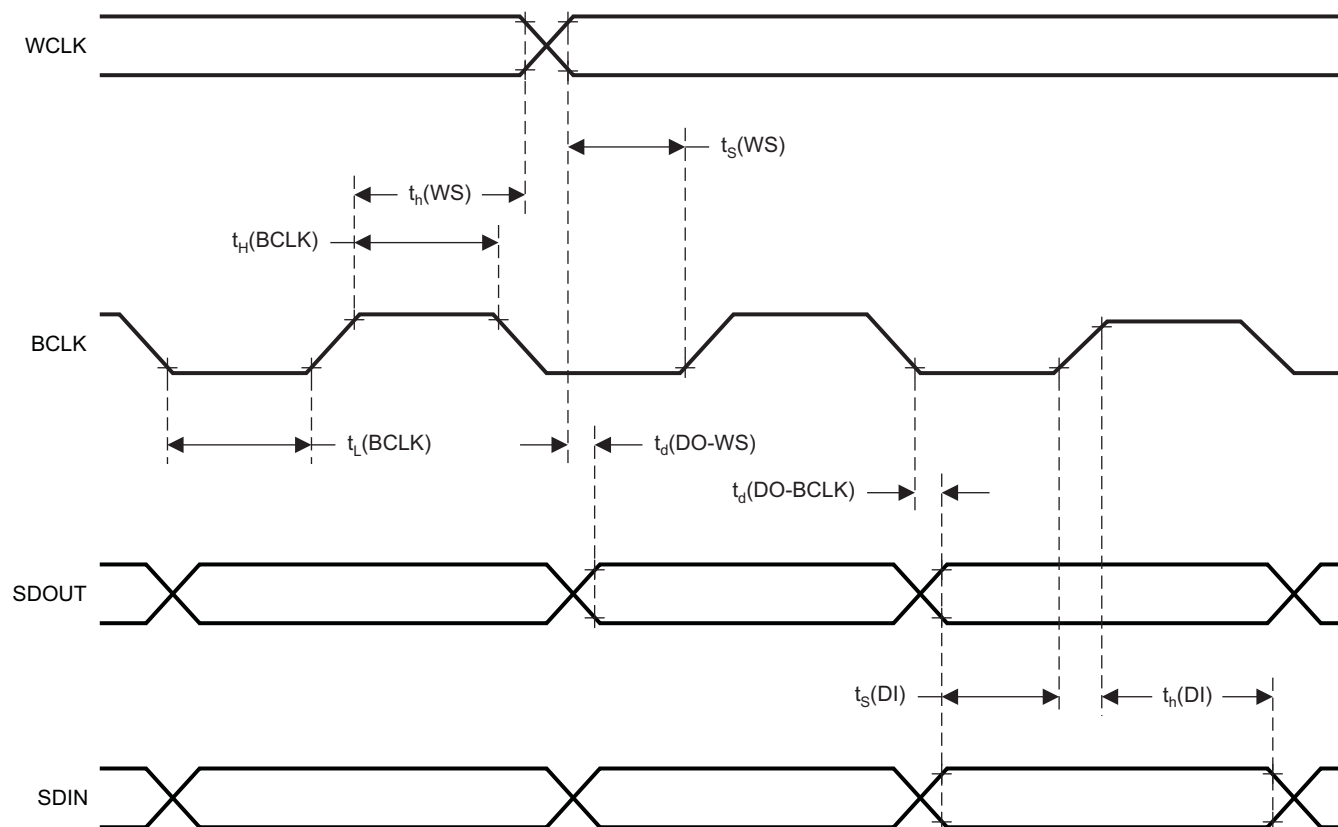 WCLK
tS(WS)
th(WS)
tH(BCLK)
BCLK
tL(BCLK)
td(DO-WS)
td(DO-BCLK)
SDOUT
tS(DI)
th(DI)
SDIN